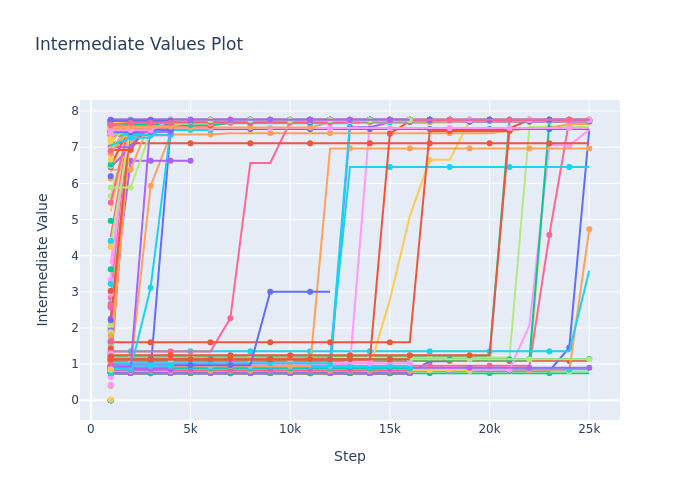 Intermediate Values Plot
8
7
6
5
4
3
2
1
0
Intermediate Value
0
5k
10k
15k
20k
25k
Step